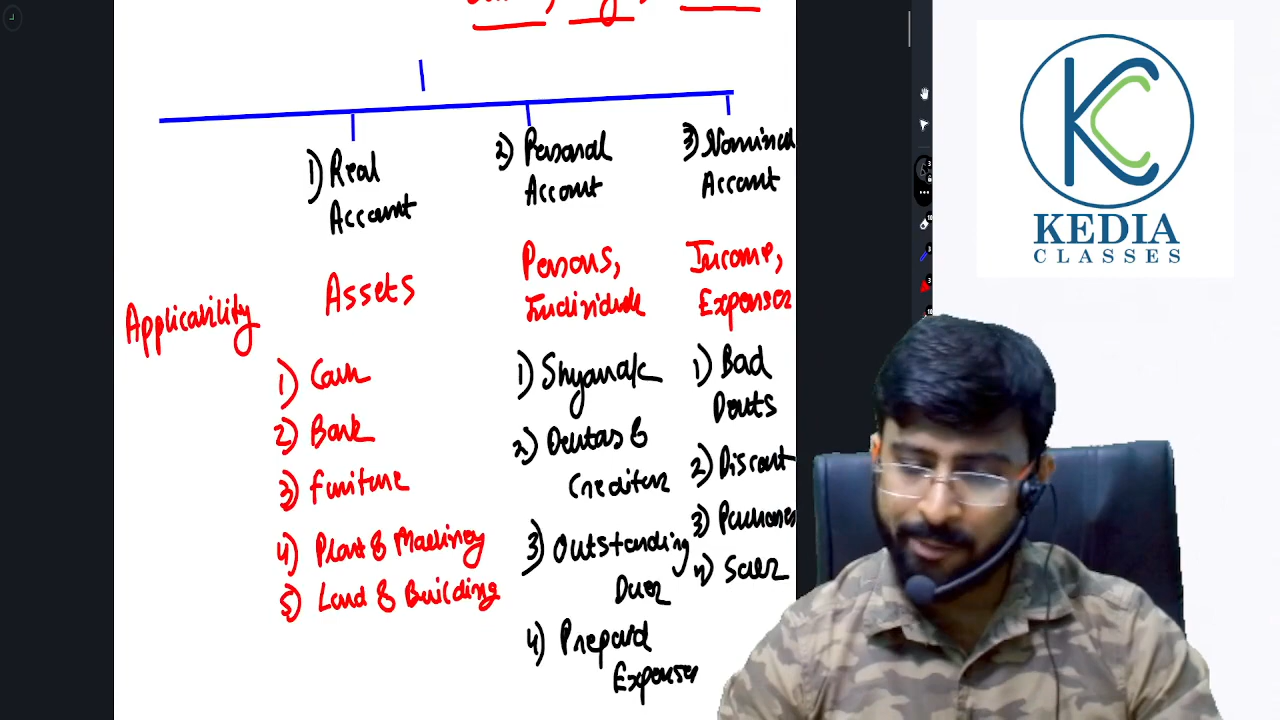 1) Real
Account
2) Personal
Account
3) Nominal
Account
Applicability
Assets
Persons,
Individuals
Income,
Expenses
1) Cash
2) Bank
3) Furniture
4) Plant & Machinery
5) Land & Building
1)
2) Debtors &
Creditors
3) Outstanding
Dues
4) Prepaid
Expenses
1) Bad
Debts
2) Discount
3) Purchases
4) Sales
KEDIA
CLASSES